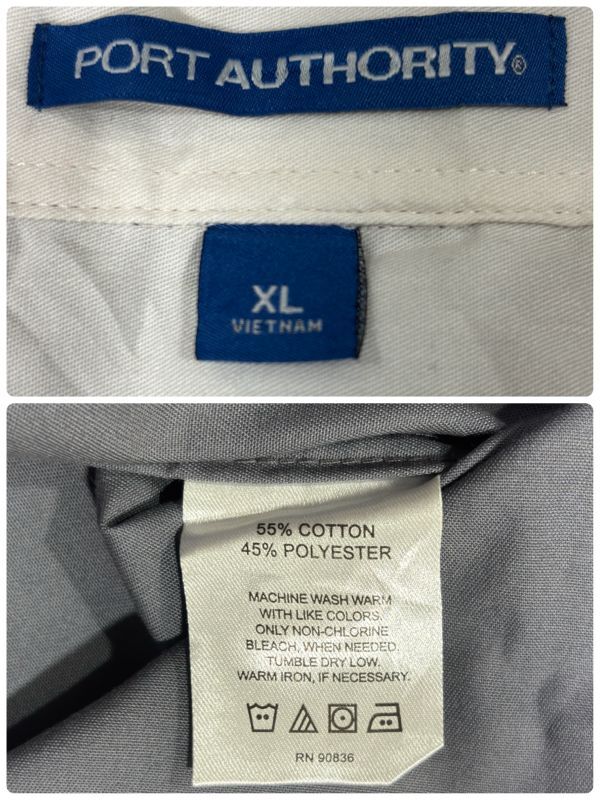 PORT AUTHORITY®
XL
VIETNAM
55% COTTON
45% POLYESTER
MACHINE WASH WARM
WITH LIKE COLORS.
ONLY NON-CHLORINE
BLEACH, WHEN NEEDED.
TUMBLE DRY LOW.
WARM IRON, IF NECESSARY.
RN 90836